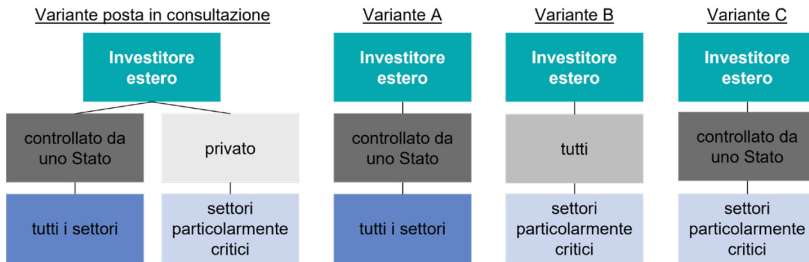 Variante posta in consultazione
Investitore
estero
controllato da
uno Stato
privato
tutti i settori
settori
particolarmente
critici
Variante A
Investitore
estero
controllato da
uno Stato
tutti i settori
Variante B
Investitore
estero
tutti
settori
particolarmente
critici
Variante C
Investitore
estero
controllato da
uno Stato
settori
particolarmente
critici